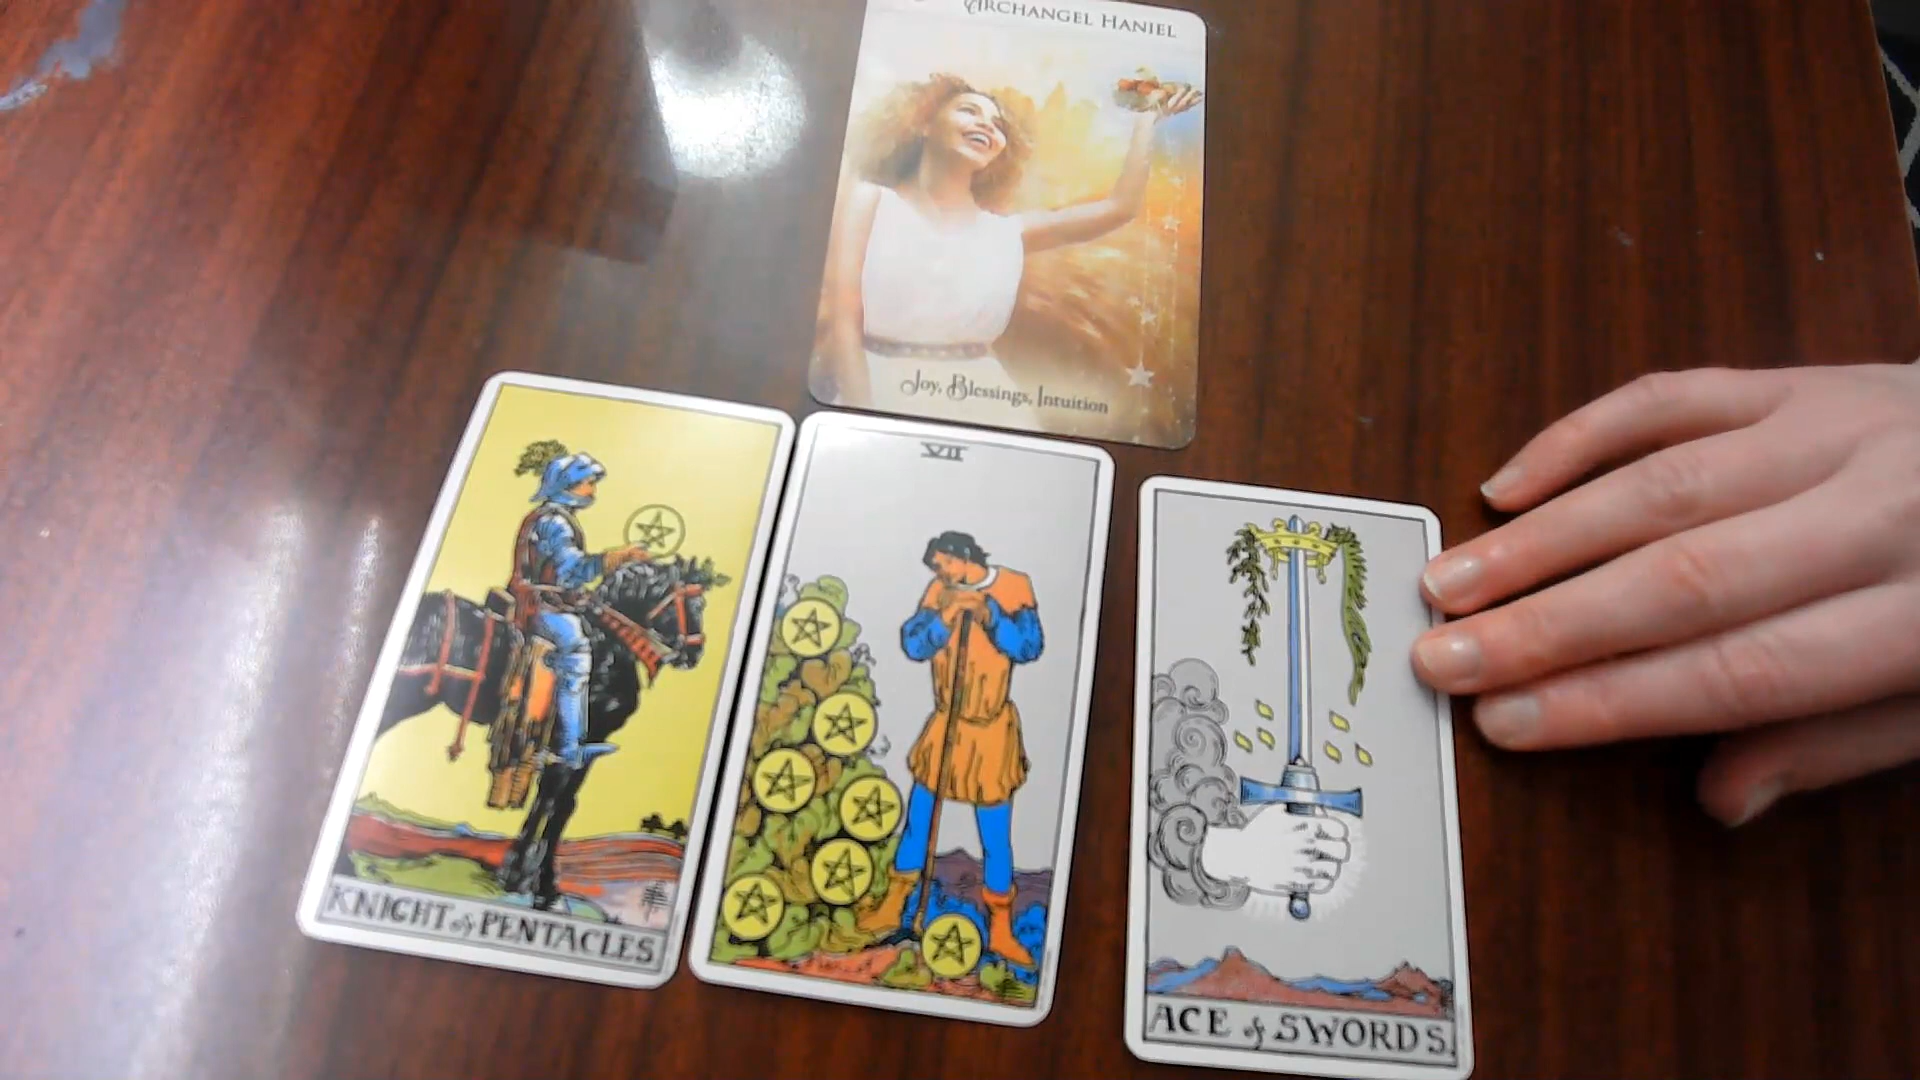 ARCHANGEL HANIEL
Joy, Blessings, Intuition
VII
KNIGHT of PENTACLES
ACE of SWORDS.